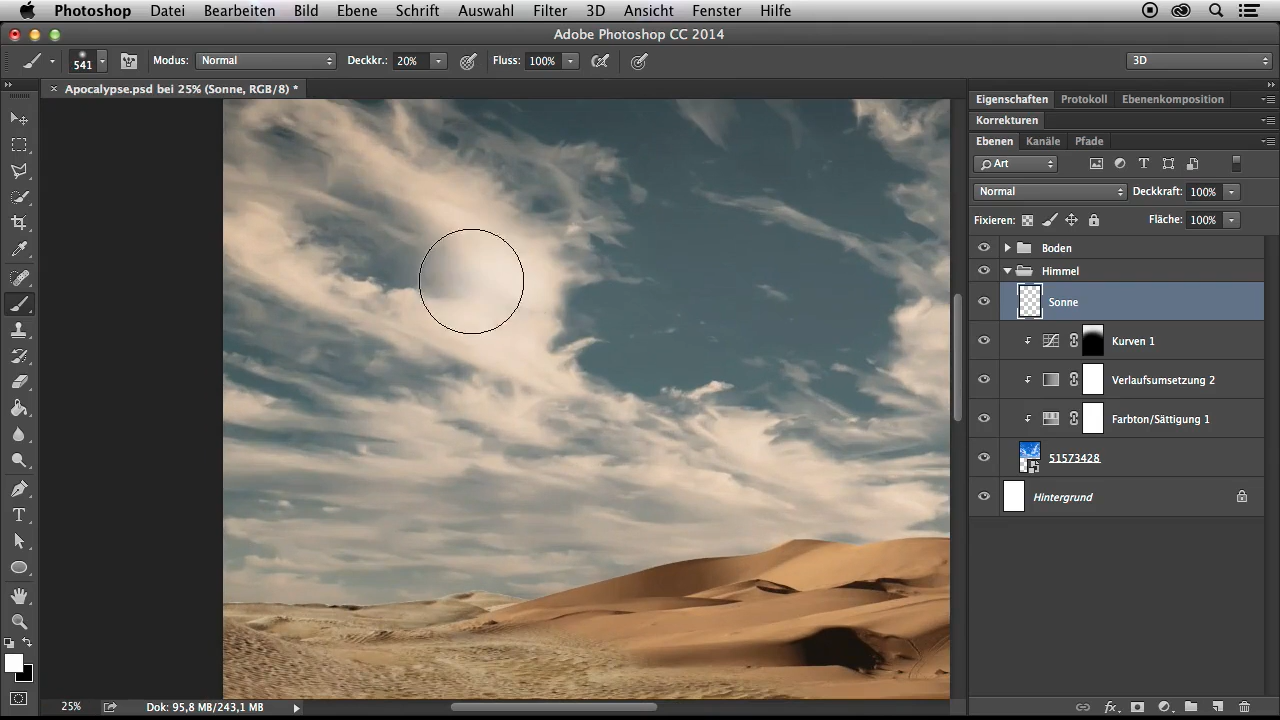 Photoshop Datei Bearbeiten Bild Ebene Schrift Auswahl Filter 3D Ansicht Fenster Hilfe
Adobe Photoshop CC 2014
541 Modus: Normal Deckkr.: 20% Fluss: 100% 3D
× Apocalypse.psd bei 25% (Sonne, RGB/8) *
Eigenschaften Protokoll Ebenenkomposition
Korrekturen
Ebenen Kanäle Pfade
Art
Normal Deckkraft: 100%
Fixieren: Fläche: 100%
Boden
Himmel
Sonne
Kurven 1
Verlaufsumsetzung 2
Farbton/Sättigung 1
51573428
Hintergrund
25% Dok: 95,8 MB/243,1 MB
fx